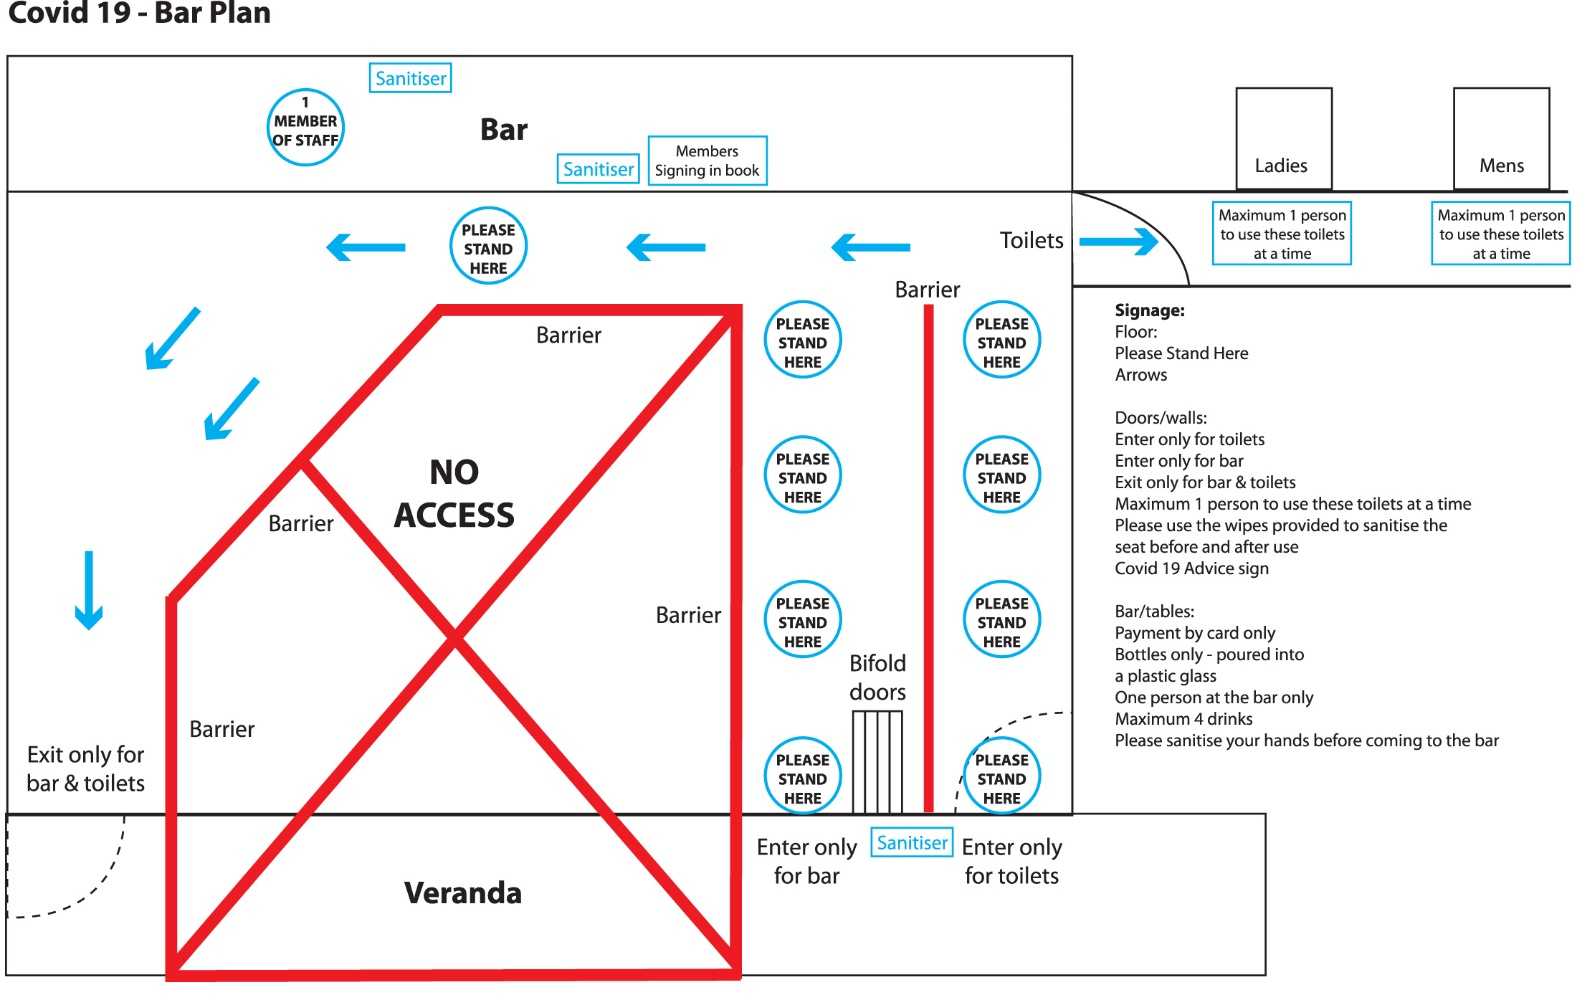 Covid 19 - Bar Plan
Sanitiser
1
MEMBER
OF STAFF
Bar
Sanitiser
Members
Signing in book
Ladies
Mens
Maximum 1 person
to use these toilets
at a time
Maximum 1 person
to use these toilets
at a time
PLEASE
STAND
HERE
Toilets
Barrier
Barrier
PLEASE
STAND
HERE
PLEASE
STAND
HERE
NO
ACCESS
PLEASE
STAND
HERE
PLEASE
STAND
HERE
Barrier
Barrier
PLEASE
STAND
HERE
PLEASE
STAND
HERE
Bifold
doors
Barrier
Exit only for
bar & toilets
PLEASE
STAND
HERE
PLEASE
STAND
HERE
Enter only
for bar
Sanitiser
Enter only
for toilets
Veranda
Signage:
Floor:
Please Stand Here
Arrows
Doors/walls:
Enter only for toilets
Enter only for bar
Exit only for bar & toilets
Maximum 1 person to use these toilets at a time
Please use the wipes provided to sanitise the
seat before and after use
Covid 19 Advice sign
Bar/tables:
Payment by card only
Bottles only - poured into
a plastic glass
One person at the bar only
Maximum 4 drinks
Please sanitise your hands before coming to the bar